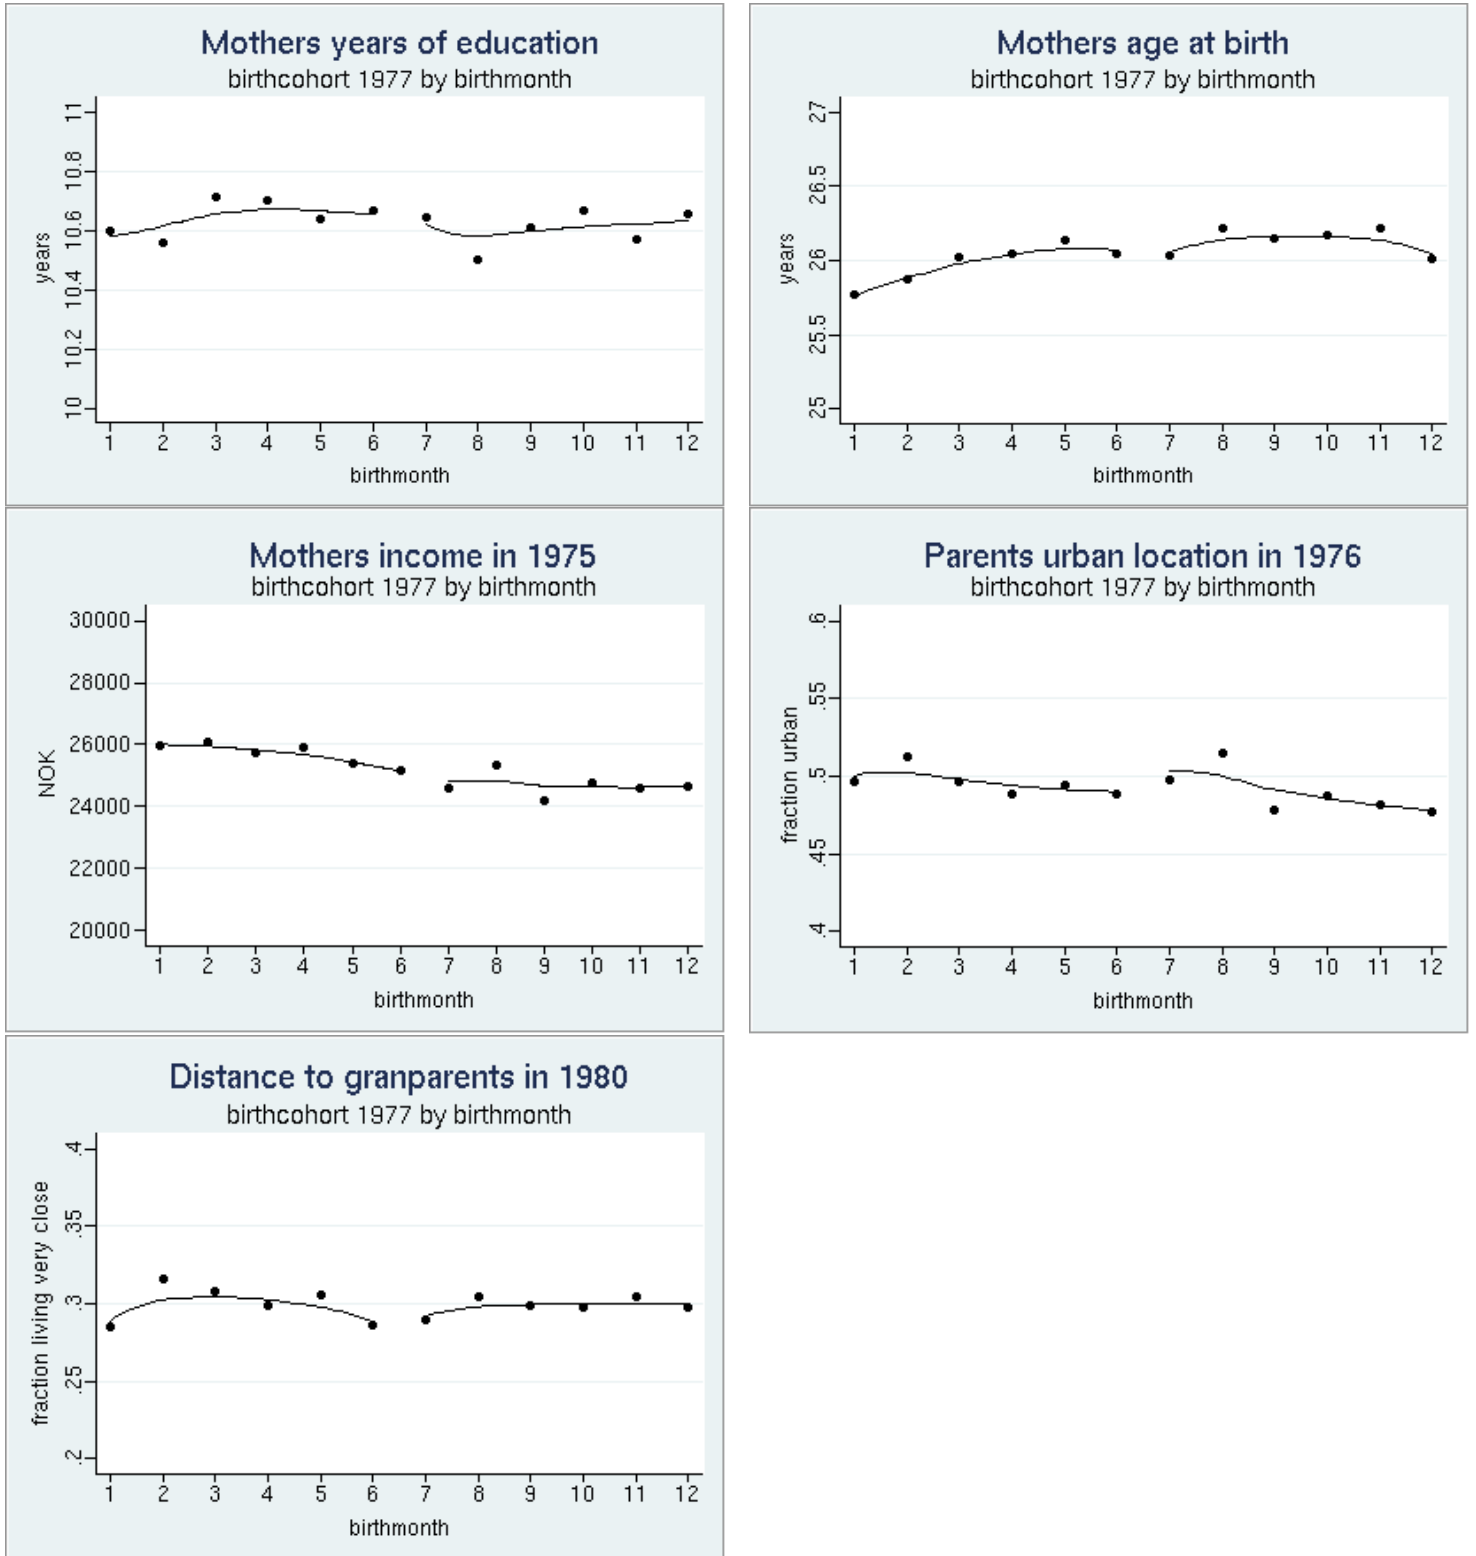 Mothers years of education
birthcohort 1977 by birthmonth
years
11
10.8
10.6
10.4
10.2
10
1 2 3 4 5 6 7 8 9 10 11 12
birthmonth
Mothers age at birth
birthcohort 1977 by birthmonth
years
27
26.5
26
25.5
25
1 2 3 4 5 6 7 8 9 10 11 12
birthmonth
Mothers income in 1975
birthcohort 1977 by birthmonth
NOK
30000
28000
26000
24000
22000
20000
1 2 3 4 5 6 7 8 9 10 11 12
birthmonth
Parents urban location in 1976
birthcohort 1977 by birthmonth
fraction urban
.6
.55
.5
.45
.4
1 2 3 4 5 6 7 8 9 10 11 12
birthmonth
Distance to granparents in 1980
birthcohort 1977 by birthmonth
fraction living very close
.4
.35
.3
.25
.2
1 2 3 4 5 6 7 8 9 10 11 12
birthmonth